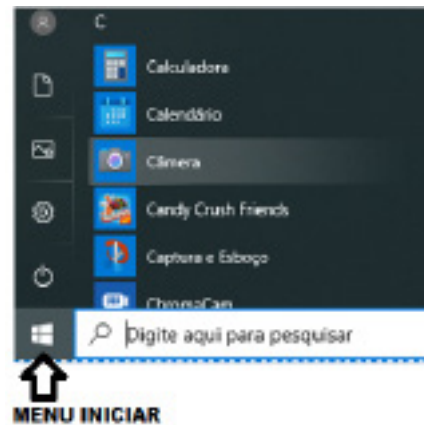 C
Calculadora
Calendário
Câmera
Candy Crush Friends
Captura e Esboço
ChromaCam
Digite aqui para pesquisar
MENU INICIAR